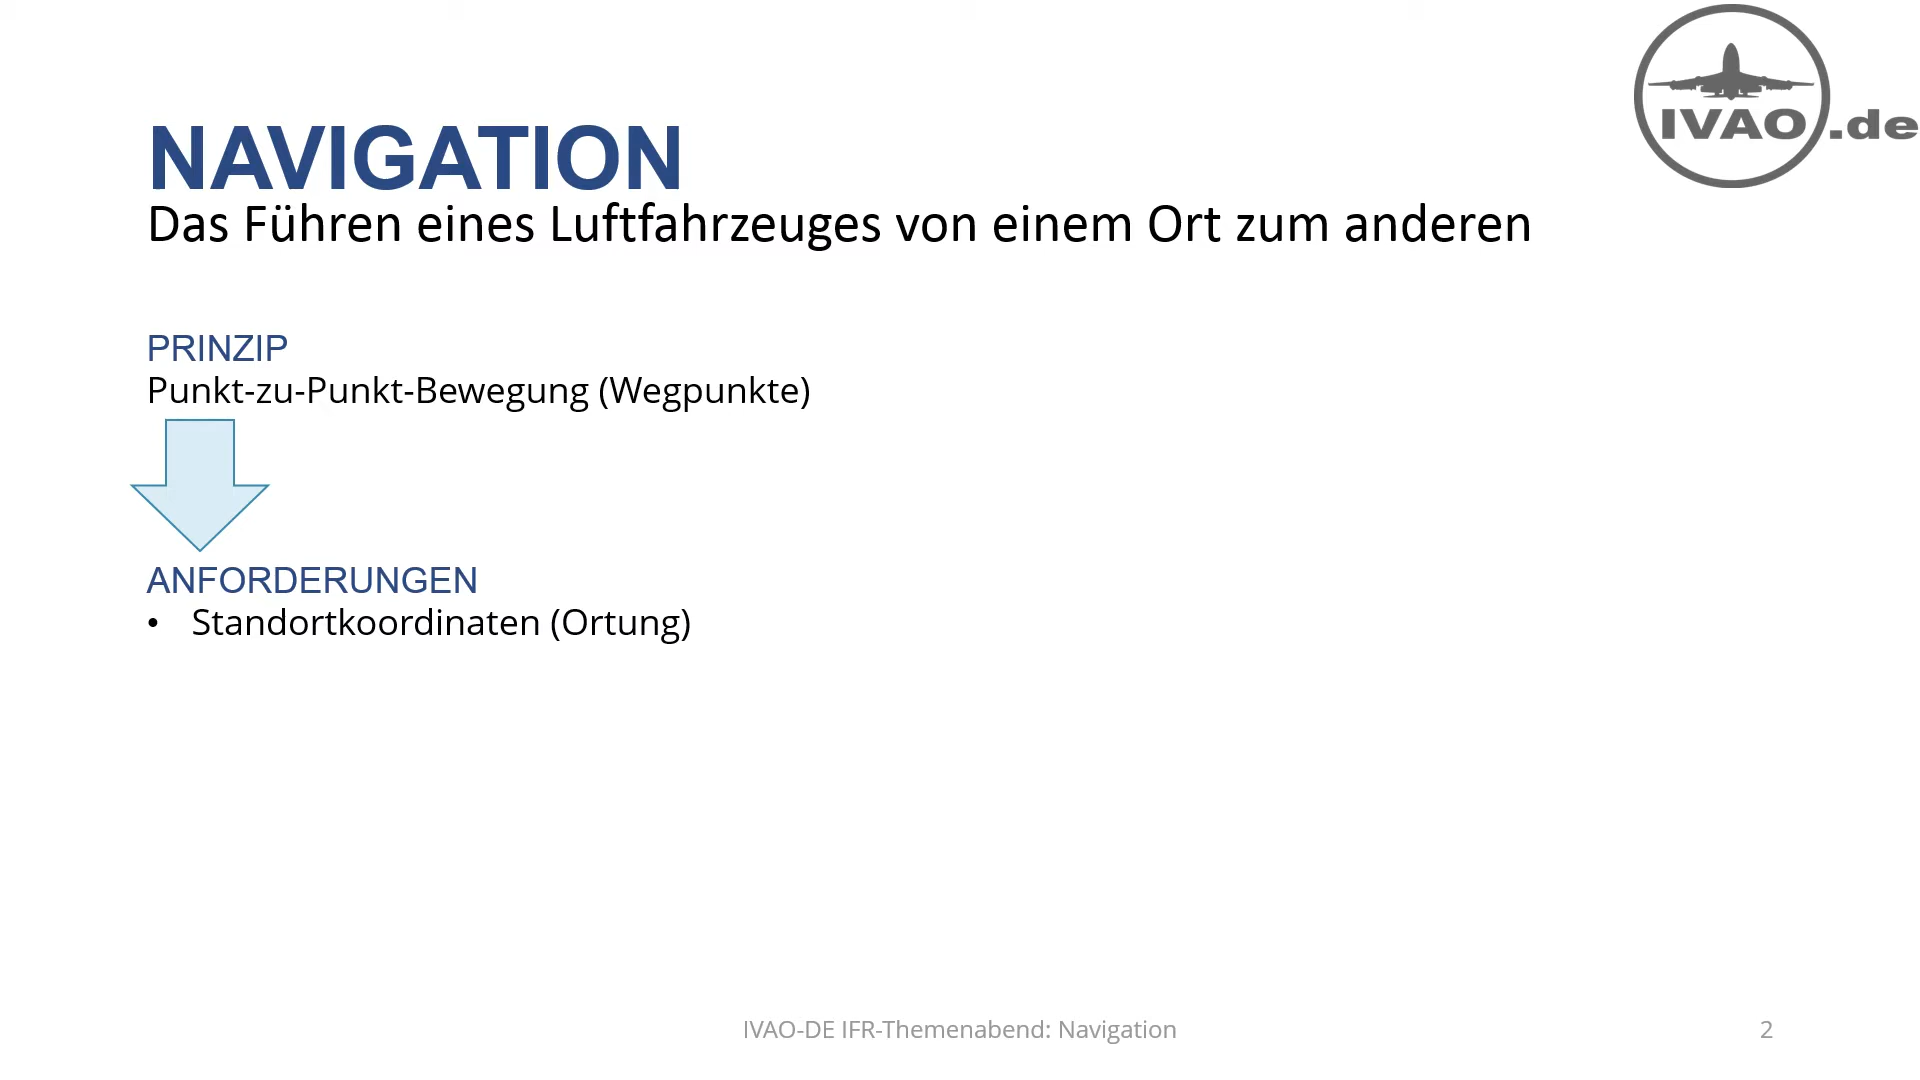 IVAO.de
NAVIGATION
Das Führen eines Luftfahrzeuges von einem Ort zum anderen
PRINZIP
Punkt-zu-Punkt-Bewegung (Wegpunkte)
ANFORDERUNGEN
• Standortkoordinaten (Ortung)
IVAO-DE IFR-Themenabend: Navigation
2